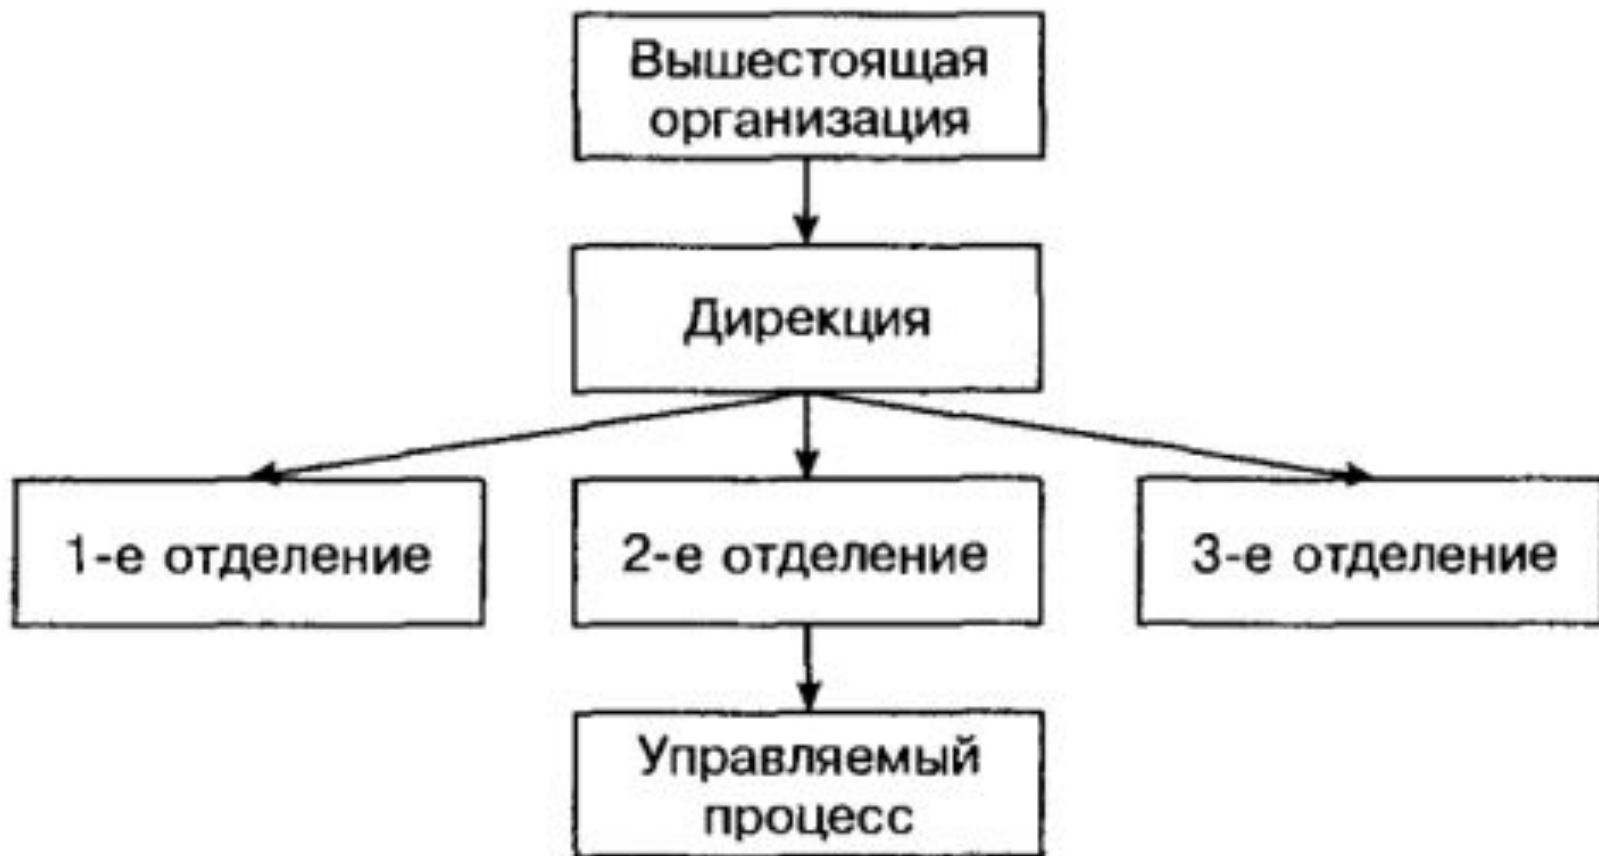 Вышестоящая
организация
Дирекция
1-е отделение
2-е отделение
3-е отделение
Управляемый
процесс